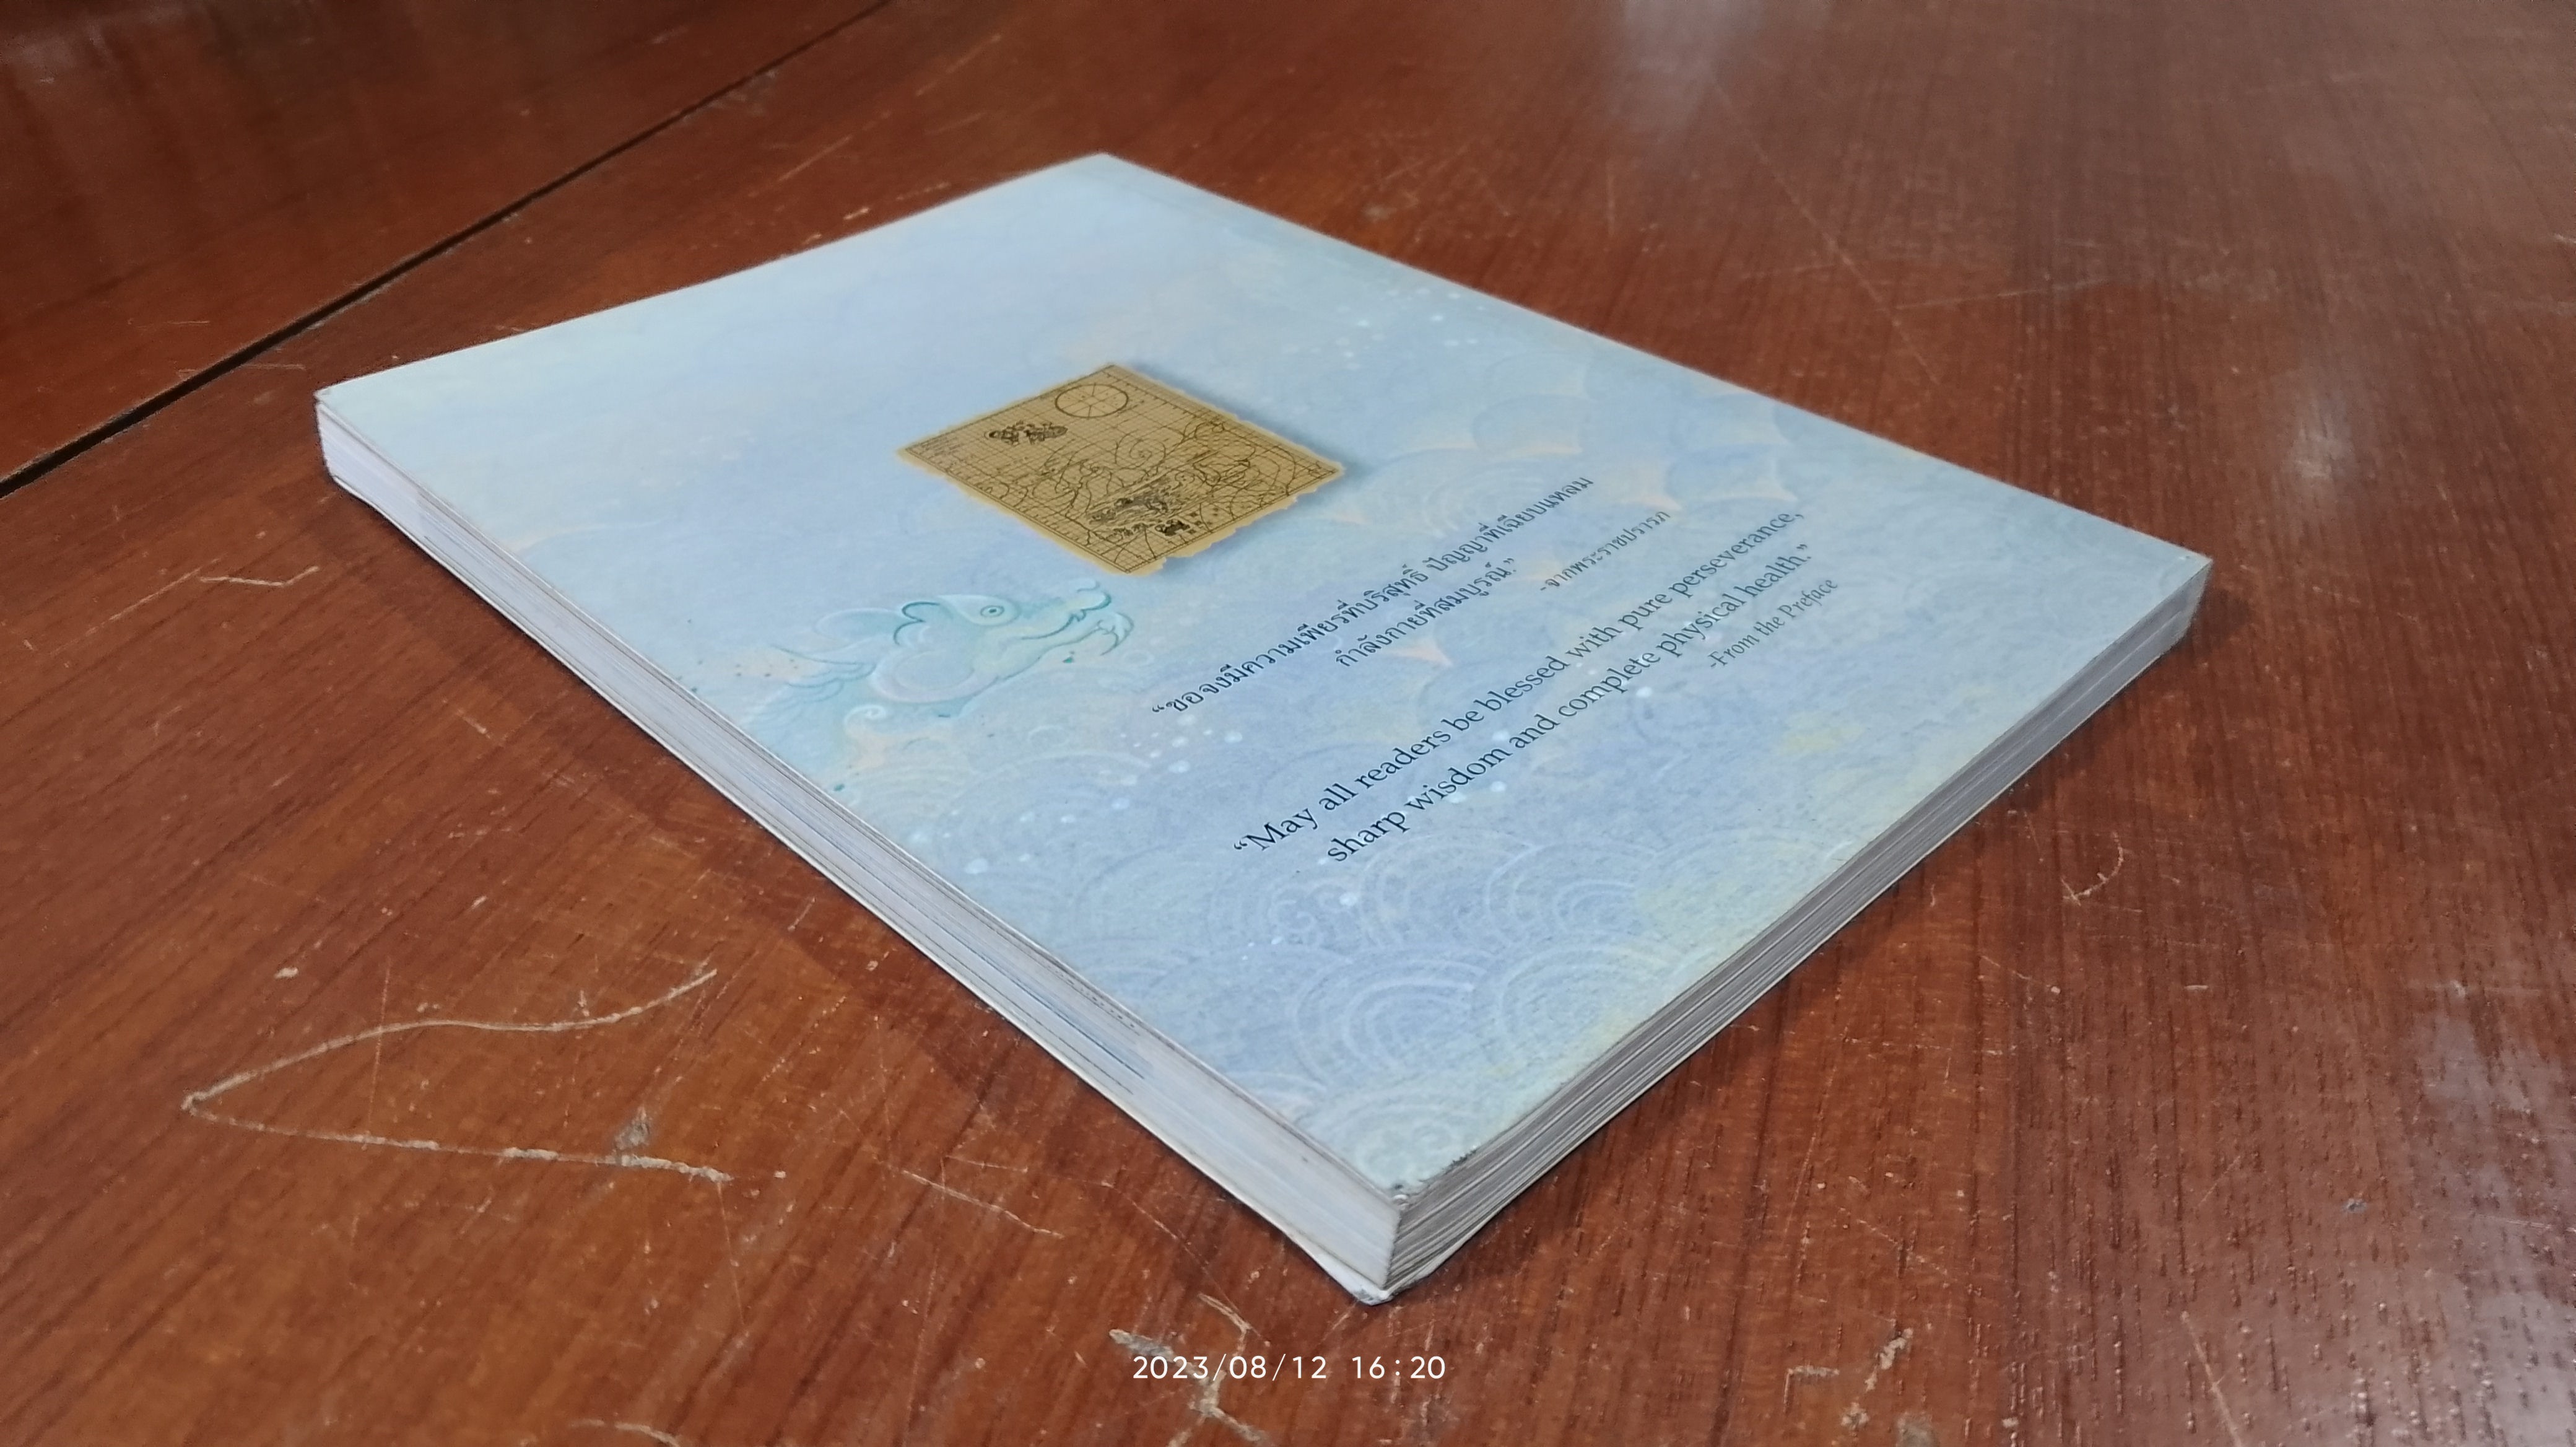 “ขอจงมีความเพียรที่บริสุทธิ์ ปัญญาที่เฉียบแหลม
กำลังกายที่สมบูรณ์.”
-จากพระราชปรารภ
“May all readers be blessed with pure perseverance,
sharp wisdom and complete physical health.”
-From the Preface
2023/08/12 16:20